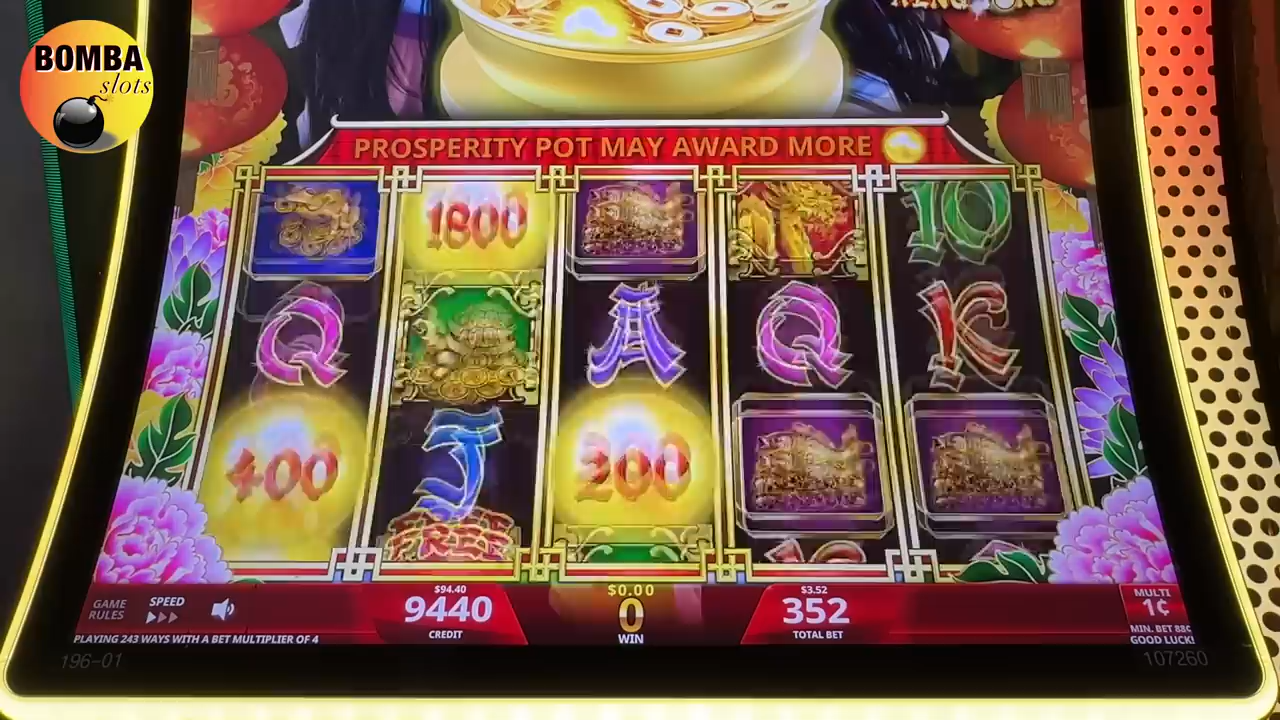 BOMBA
slots
PROSPERITY POT MAY AWARD MORE
1800
10
Q
A
Q
K
400
J
200
FREE
GAME
RULES
SPEED
$94.40
9440
CREDIT
$0.00
0
WIN
$3.52
352
TOTAL BET
MULTI
1¢
MIN. BET 88¢
GOOD LUCK!
PLAYING 243 WAYS WITH A BET MULTIPLIER OF 4
196-01
107260